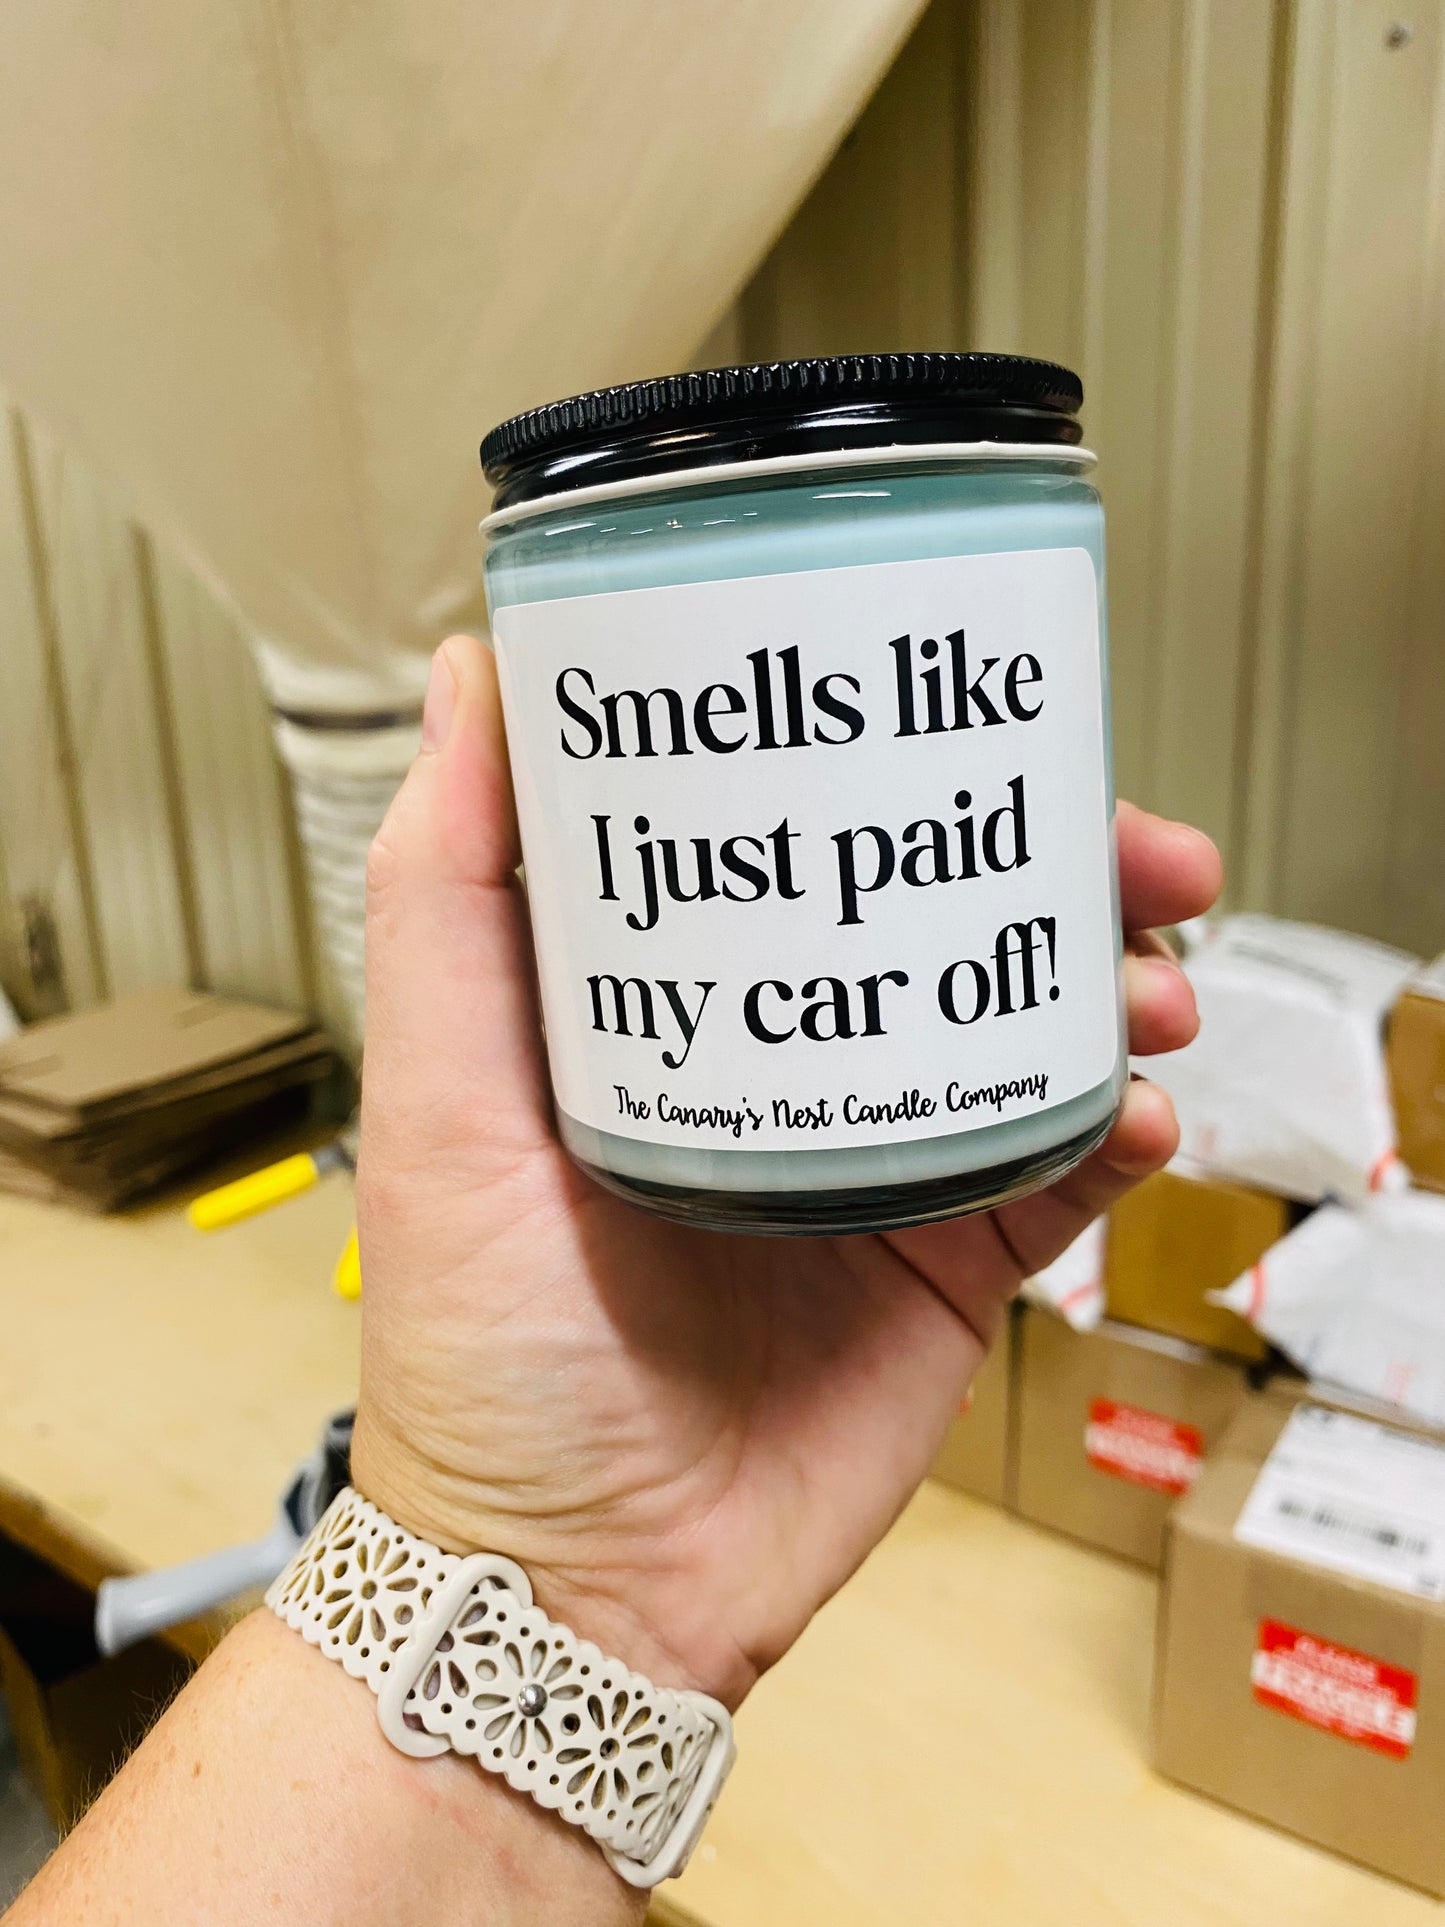 Smells like
I just paid
my car off!
The Canary's Nest Candle Company